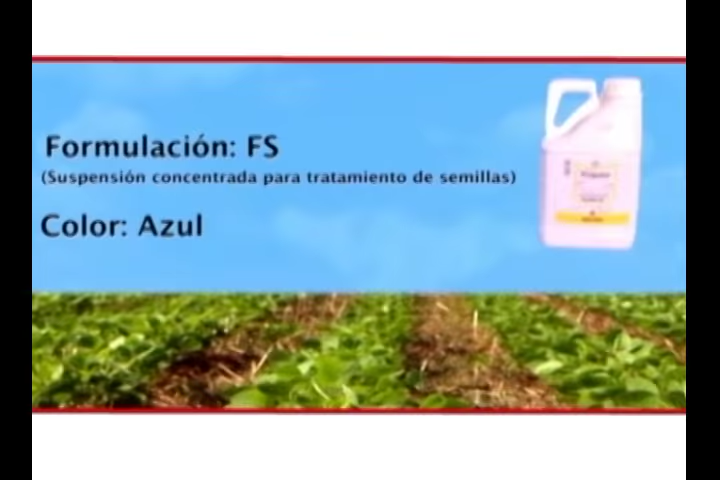 Formulación: FS
(Suspensión concentrada para tratamiento de semillas)
Color: Azul